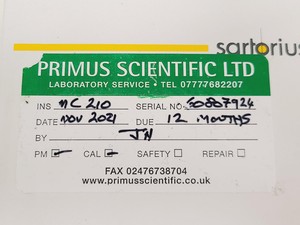 sartorius
PRIMUS SCIENTIFIC LTD
LABORATORY SERVICE • TEL 07777682207
INS MC 210 SERIAL NO 50807924
DATE NOV 2021 DUE 12 MONTHS
BY JH
PM CAL SAFETY REPAIR
FAX 02476738704
www.primusscientific.co.uk